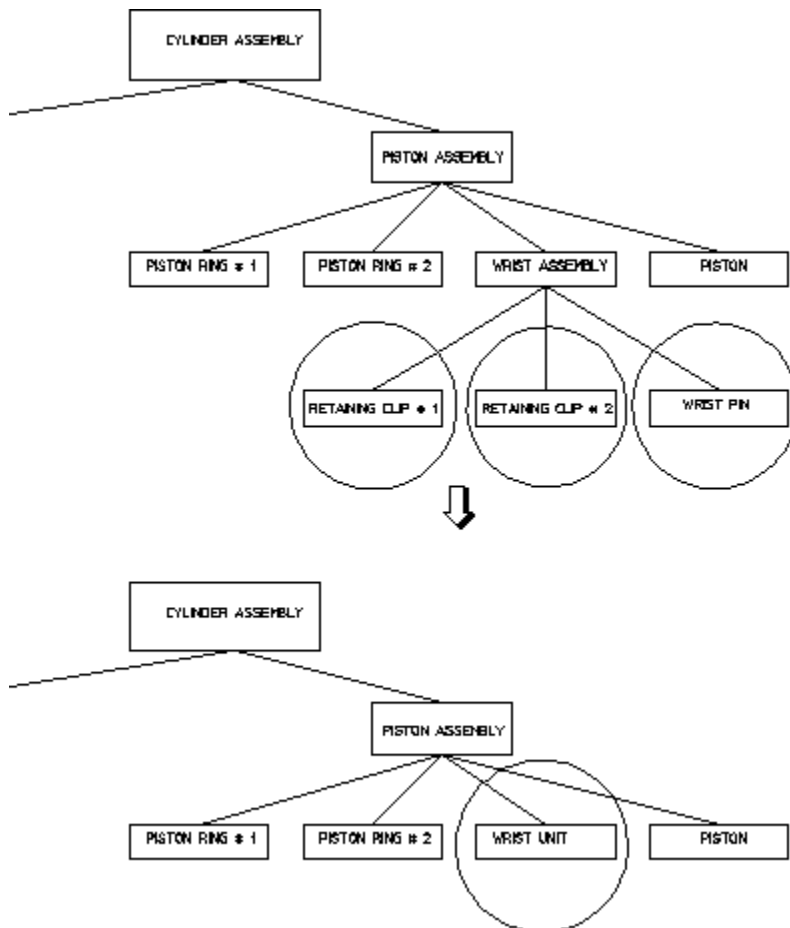 CYLINDER ASSEMBLY
PISTON ASSEMBLY
PISTON RING # 1
PISTON RING # 2
WRIST ASSEMBLY
PISTON
RETAINING CLIP # 1
RETAINING CLIP # 2
WRIST PIN
CYLINDER ASSEMBLY
PISTON ASSEMBLY
PISTON RING # 1
PISTON RING # 2
WRIST UNIT
PISTON